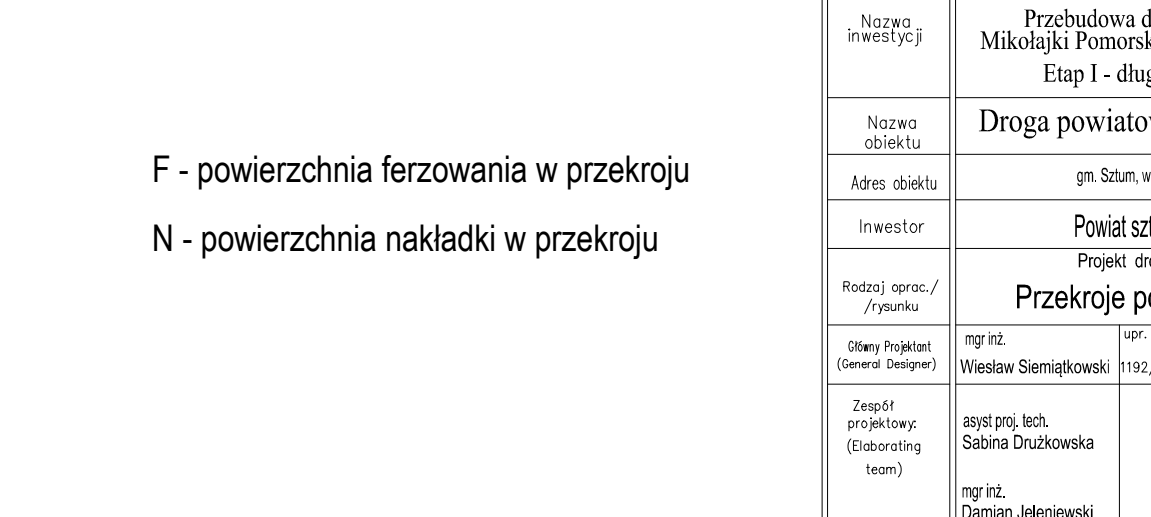 F - powierzchnia ferzowania w przekroju
N - powierzchnia nakładki w przekroju
Nazwa
inwestycji
Przebudowa d
Mikołajki Pomorsk
Etap I - dług
Nazwa
obiektu
Droga powiatow
Adres obiektu
gm. Sztum, w
Inwestor
Powiat szt
Rodzaj oprac./
/rysunku
Projekt dr
Przekroje po
Główny Projektant
(General Designer)
mgr inż.
Wiesław Siemiątkowski
upr.
1192/
Zespół
projektowy:
(Elaborating
team)
asyst proj. tech.
Sabina Drużkowska
mgr inż.
Damian Jeleniewski